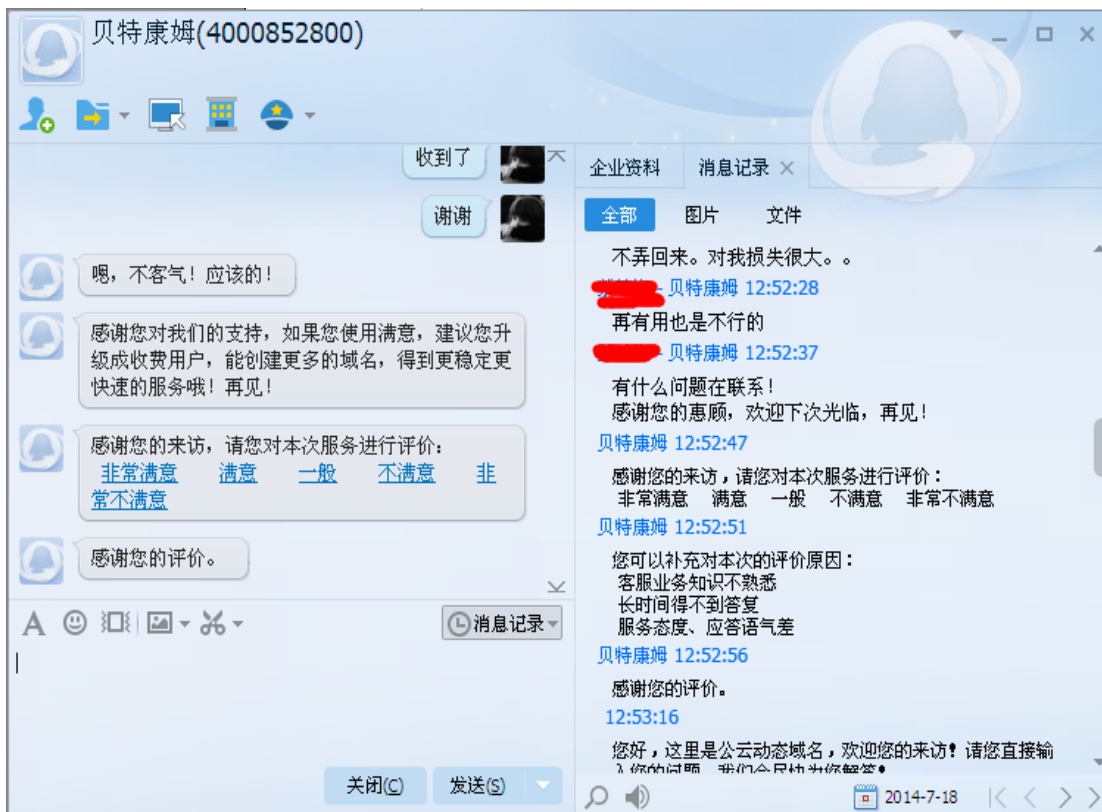 贝特康姆(4000852800)
收到了
谢谢
嗯，不客气！应该的！
感谢您对我们的支持，如果您使用满意，建议您升
级成收费用户，能创建更多的域名，得到更稳定更
快速的服务哦！再见！
感谢您的来访，请您对本次服务进行评价：
非常满意 满意 一般 不满意 非
常不满意
感谢您的评价。
A
消息记录
关闭(C) 发送(S)
企业资料 消息记录
全部 图片 文件
不弄回来。对我损失很大。。
- 贝特康姆 12:52:28
再有用也是不行的
- 贝特康姆 12:52:37
有什么问题在联系！
感谢您的惠顾，欢迎下次光临，再见！
贝特康姆 12:52:47
感谢您的来访，请您对本次服务进行评价：
非常满意 满意 一般 不满意 非常不满意
贝特康姆 12:52:51
您可以补充对本次的评价原因：
客服业务知识不熟悉
长时间得不到答复
服务态度、应答语气差
贝特康姆 12:52:56
感谢您的评价。
12:53:16
您好，这里是公云动态域名，欢迎您的来访！请您直接输
入您的问题，我们会尽快为您解答！
2014-7-18